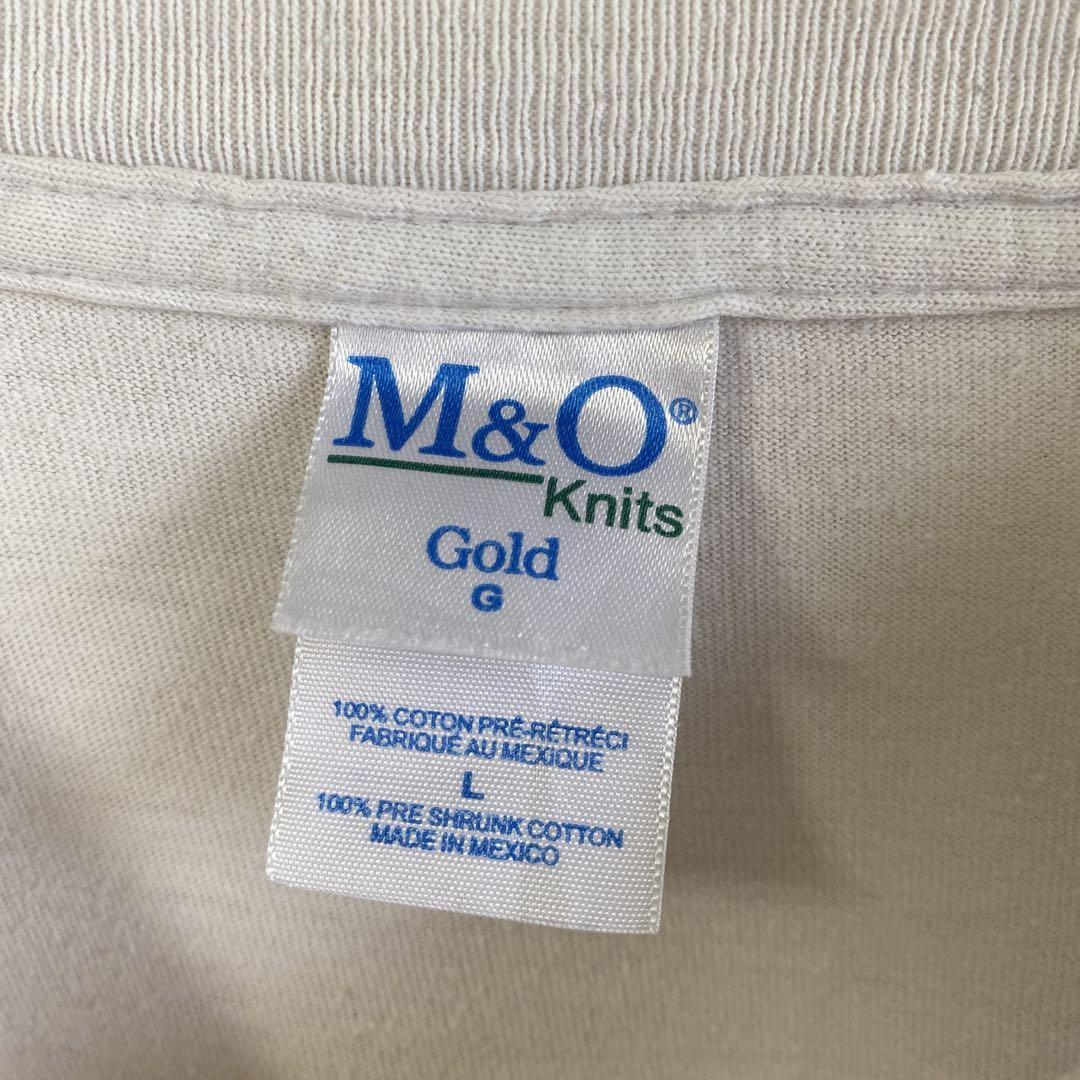 M&O®
Knits
Gold
G
100% COTON PRÉ-RÉTRÉCI
FABRIQUÉ AU MEXIQUE
L
100% PRE SHRUNK COTTON
MADE IN MEXICO